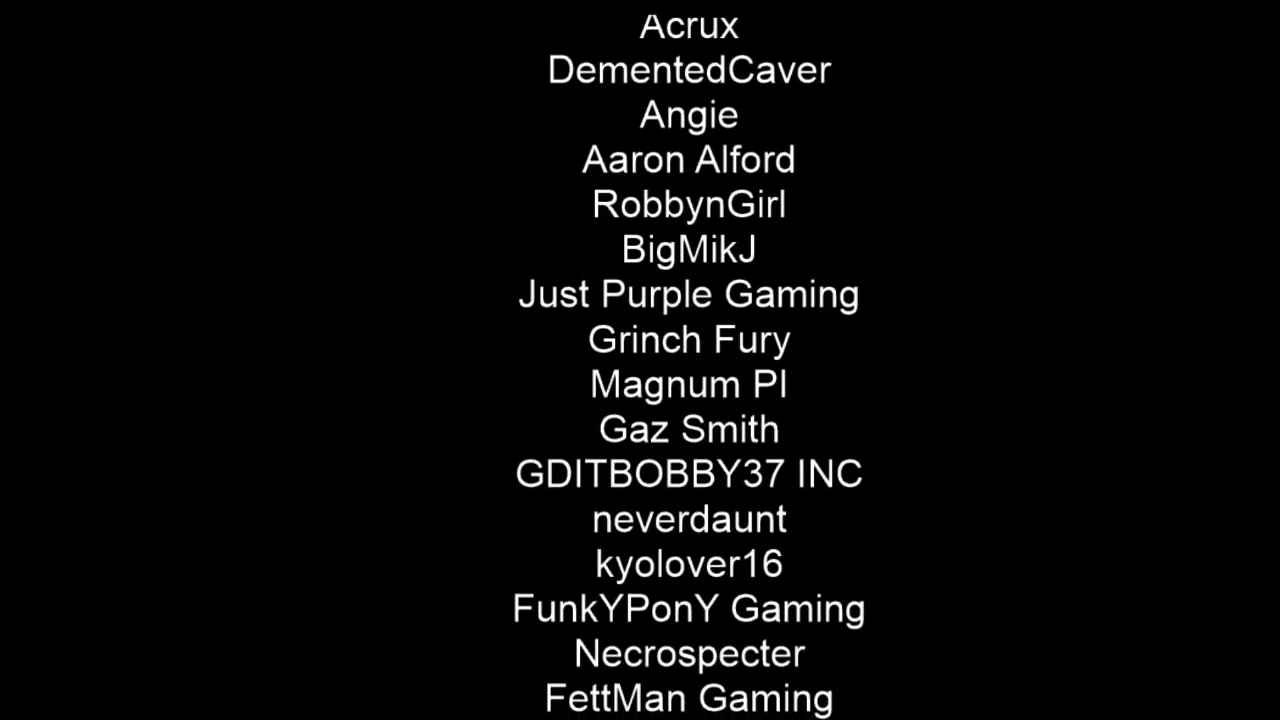 Acrux
DementedCaver
Angie
Aaron Alford
RobbynGirl
BigMikJ
Just Purple Gaming
Grinch Fury
Magnum PI
Gaz Smith
GDITBOBBY37 INC
neverdaunt
kyolover16
FunkYPonY Gaming
Necrospecter
FettMan Gaming